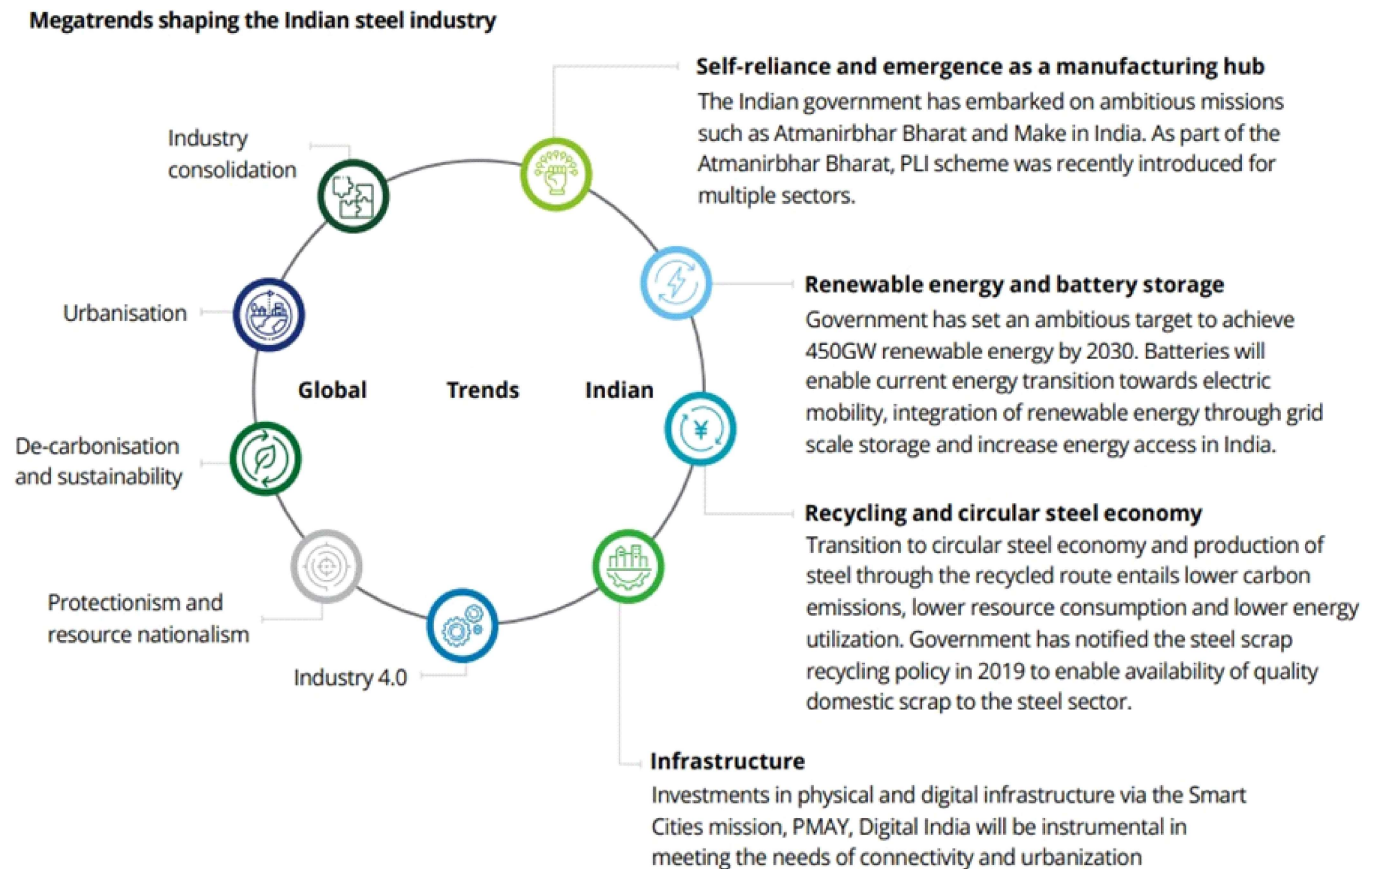 Megatrends shaping the Indian steel industry
Self-reliance and emergence as a manufacturing hub
The Indian government has embarked on ambitious missions
such as Atmanirbhar Bharat and Make in India. As part of the
Atmanirbhar Bharat, PLI scheme was recently introduced for
multiple sectors.
Industry
consolidation
Renewable energy and battery storage
Government has set an ambitious target to achieve
450GW renewable energy by 2030. Batteries will
enable current energy transition towards electric
mobility, integration of renewable energy through grid
scale storage and increase energy access in India.
Urbanisation
Global Trends Indian
¥
De-carbonisation
and sustainability
Recycling and circular steel economy
Transition to circular steel economy and production of
steel through the recycled route entails lower carbon
emissions, lower resource consumption and lower energy
utilization. Government has notified the steel scrap
recycling policy in 2019 to enable availability of quality
domestic scrap to the steel sector.
Protectionism and
resource nationalism
Industry 4.0
Infrastructure
Investments in physical and digital infrastructure via the Smart
Cities mission, PMAY, Digital India will be instrumental in
meeting the needs of connectivity and urbanization